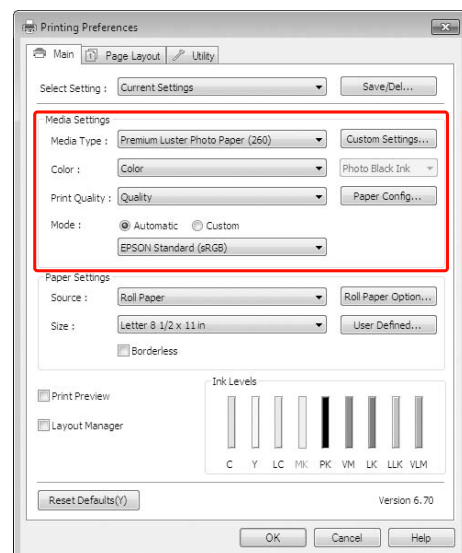 Printing Preferences
Main Page Layout Utility
Select Setting : Current Settings Save/Del...
Media Settings
Media Type : Premium Luster Photo Paper (260) Custom Settings...
Color : Color Photo Black Ink
Print Quality : Quality Paper Config...
Mode : Automatic Custom
EPSON Standard (sRGB)
Paper Settings
Source : Roll Paper Roll Paper Option...
Size : Letter 8 1/2 x 11 in User Defined...
Borderless
Ink Levels
Print Preview
Layout Manager
C Y LC MK PK VM LK LLK VLM
Reset Defaults(Y) Version 6.70
OK Cancel Help